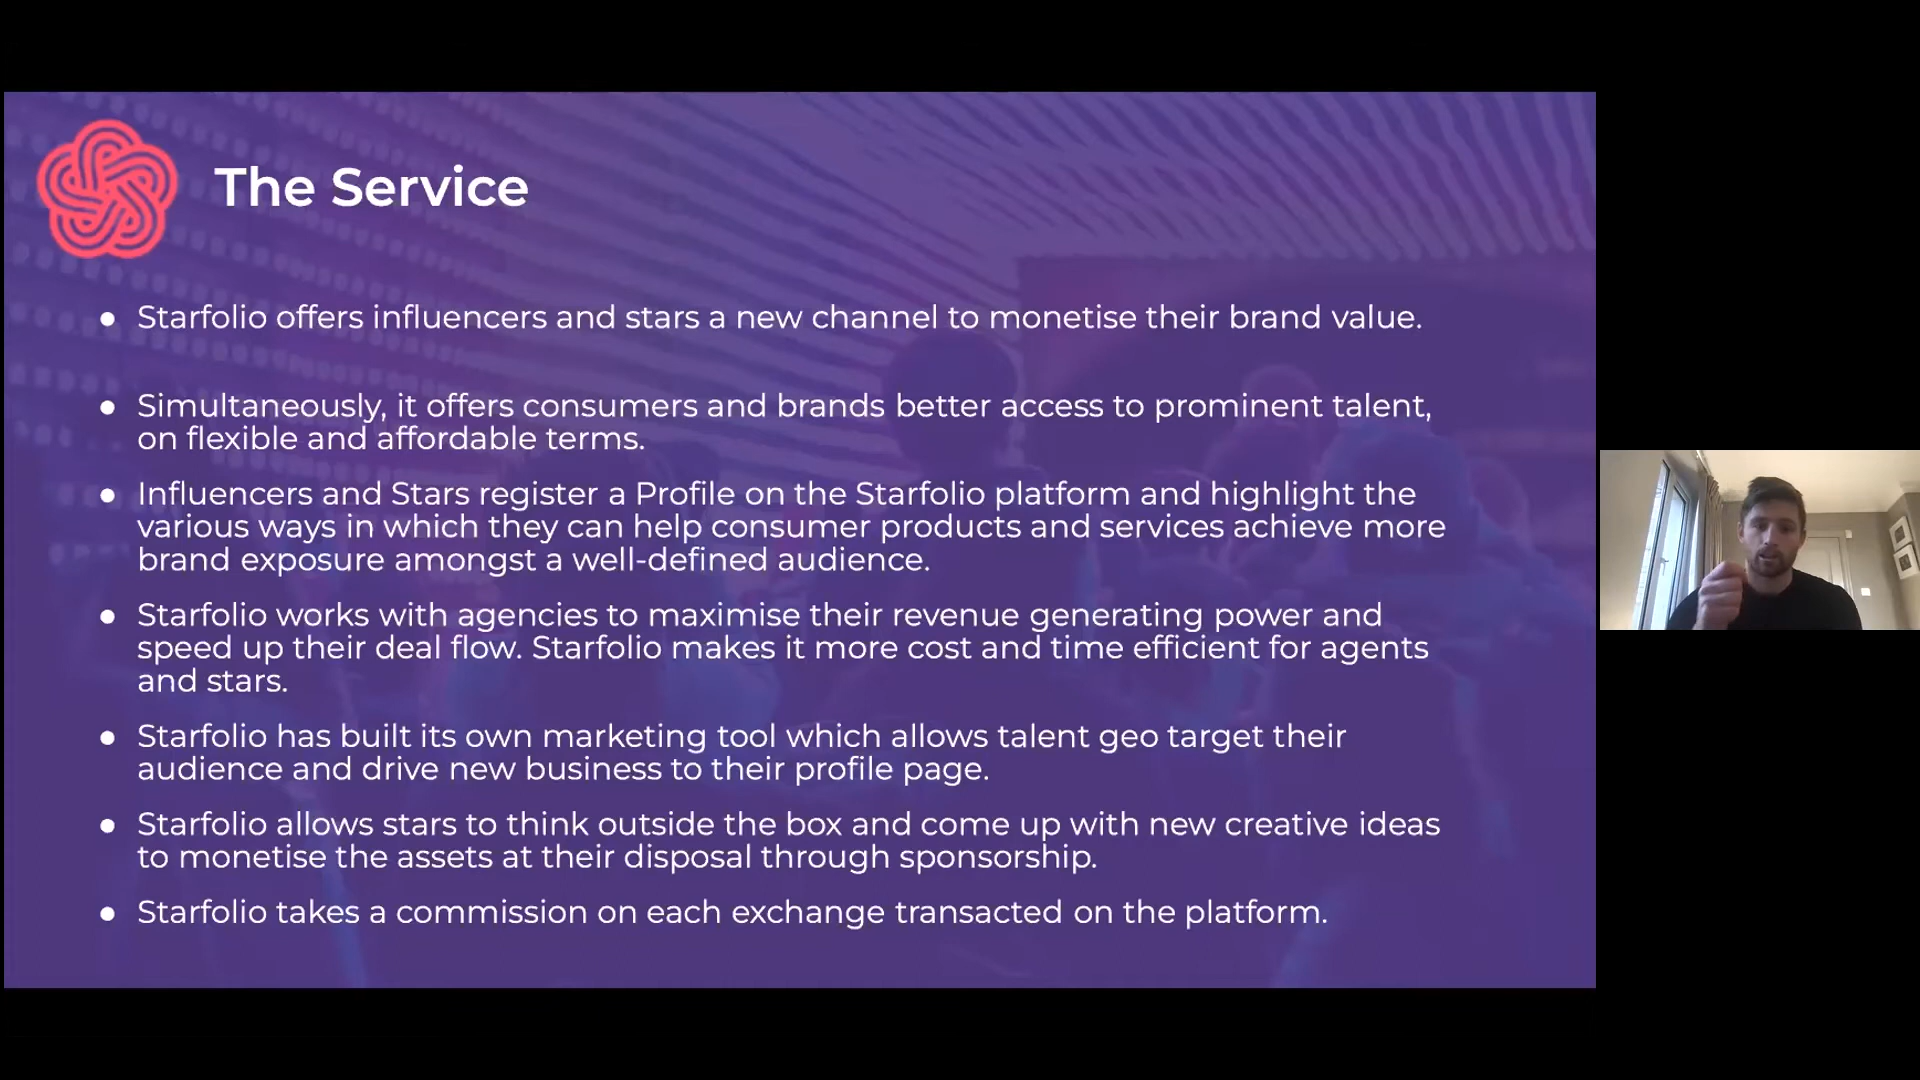 The Service
● Starfolio offers influencers and stars a new channel to monetise their brand value.
● Simultaneously, it offers consumers and brands better access to prominent talent,
on flexible and affordable terms.
● Influencers and Stars register a Profile on the Starfolio platform and highlight the
various ways in which they can help consumer products and services achieve more
brand exposure amongst a well-defined audience.
● Starfolio works with agencies to maximise their revenue generating power and
speed up their deal flow. Starfolio makes it more cost and time efficient for agents
and stars.
● Starfolio has built its own marketing tool which allows talent geo target their
audience and drive new business to their profile page.
● Starfolio allows stars to think outside the box and come up with new creative ideas
to monetise the assets at their disposal through sponsorship.
● Starfolio takes a commission on each exchange transacted on the platform.